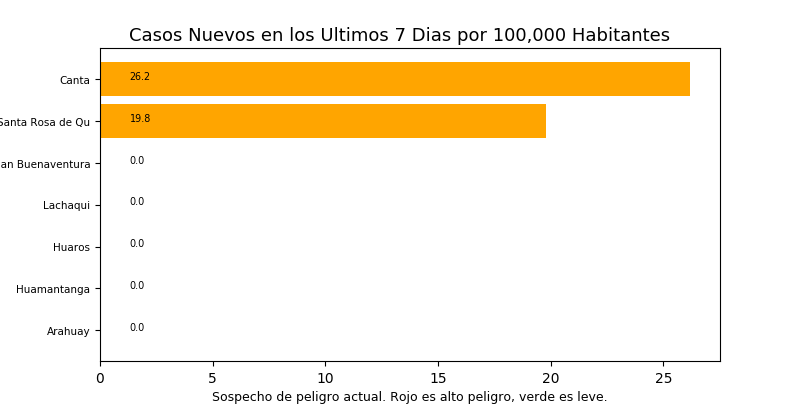 Casos Nuevos en los Ultimos 7 Dias por 100,000 Habitantes
Canta 26.2
Santa Rosa de Qu 19.8
an Buenaventura 0.0
Lachaqui 0.0
Huaros 0.0
Huamantanga 0.0
Arahuay 0.0
0 5 10 15 20 25
Sospecho de peligro actual. Rojo es alto peligro, verde es leve.